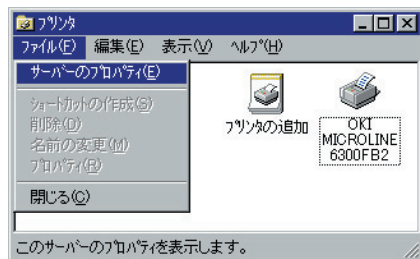 プリンタ
ファイル(F) 編集(E) 表示(V) ヘルプ(H)
サーバーのプロパティ(E)
ショートカットの作成(S)
削除(D)
名前の変更(M)
プロパティ(R)
閉じる(C)
プリンタの追加
OKI
MICROLINE
6300FB2
このサーバーのプロパティを表示します。